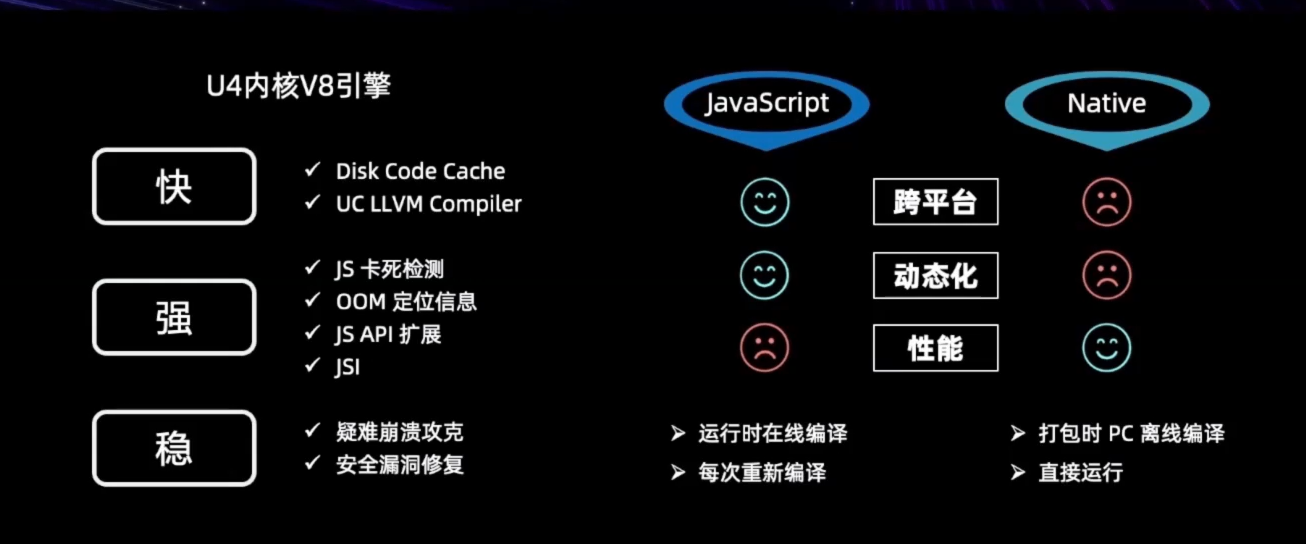 U4内核V8引擎
快
Disk Code Cache
UC LLVM Compiler
强
JS 卡死检测
OOM 定位信息
JS API 扩展
JSI
稳
疑难崩溃攻克
安全漏洞修复
JavaScript
Native
跨平台
动态化
性能
运行时在线编译
每次重新编译
打包时 PC 离线编译
直接运行